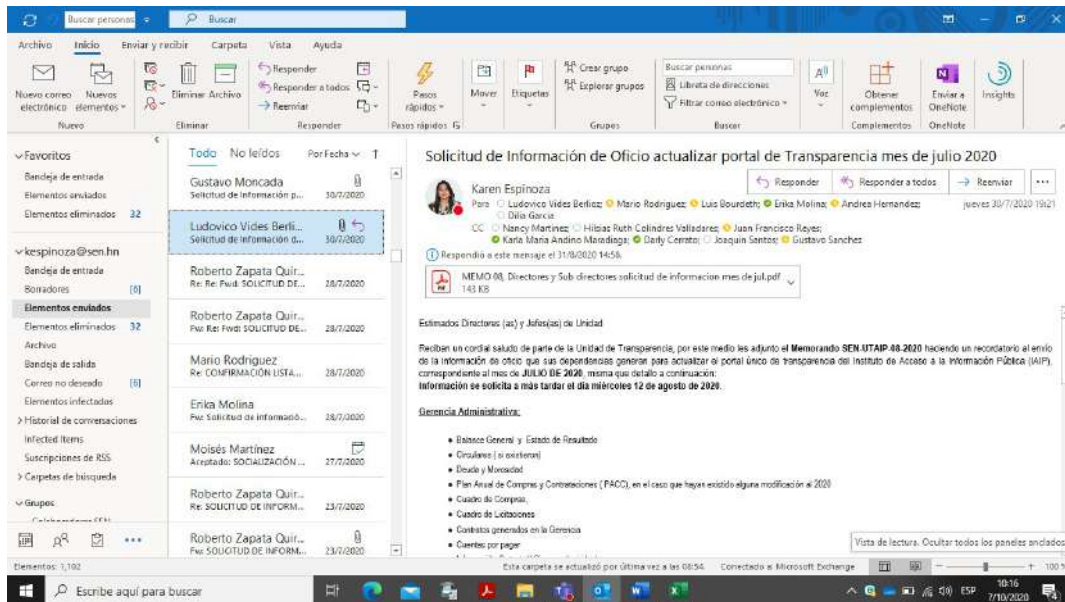 Buscar personas
Buscar
Archivo Inicio Enviar y recibir Carpeta Vista Ayuda
Nuevo correo electrónico
Nuevos elementos
Eliminar Archivo
Responder
Responder a todos
Reenviar
Pasos rápidos
Mover
Etiquetas
Crear grupo
Explorar grupos
Buscar personas
Libreta de direcciones
Filtrar correo electrónico
Voz
Obtener complementos
Enviar a OneNote
Insights
Nuevo Eliminar Responder Pasos rápidos Grupos Buscar Complementos OneNote
Favoritos
Bandeja de entrada
Elementos enviados
Elementos eliminados 32
kespinoza@sen.hn
Bandeja de entrada
Borradores [6]
Elementos enviados
Elementos eliminados 32
Archivo
Bandeja de salida
Correo no deseado [6]
Elementos infectados
Historial de conversaciones
Infected Items
Suscripciones de RSS
Carpetas de búsqueda
Grupos
Todo No leídos Por Fecha
Gustavo Moncada
Solicitud de Información p... 30/7/2020
Ludovico Vides Berli...
Solicitud de Información d... 30/7/2020
Roberto Zapata Quir...
Re: Re: Fwd: SOLICITUD DE... 28/7/2020
Roberto Zapata Quir...
Fw: Re: Fwd: SOLICITUD DE... 28/7/2020
Mario Rodriguez
Re: CONFIRMACIÓN LISTA... 28/7/2020
Erika Molina
Fw: Solicitud de informació... 28/7/2020
Moisés Martínez
Aceptado: SOCIALIZACIÓN ... 27/7/2020
Roberto Zapata Quir...
Re: SOLICITUD DE INFORM... 23/7/2020
Roberto Zapata Quir...
Fw: SOLICITUD DE INFORM... 23/7/2020
Solicitud de Información de Oficio actualizar portal de Transparencia mes de julio 2020
Karen Espinoza
Responder Responder a todos Reenviar
Para Ludovico Vides Berlioz; Mario Rodriguez; Luis Bourdeth; Erika Molina; Andrea Hernandez;
Dilia Garcia
jueves 30/7/2020 19:21
CC Nancy Martinez; Hibias Ruth Colindres Valladares; Juan Francisco Reyes;
Karla Maria Andino Maradiaga; Darly Cerrato; Joaquin Santos; Gustavo Sanchez
Respondió a este mensaje el 31/8/2020 14:56.
MEMO 08, Directores y Sub directores solicitud de informacion mes de jul.pdf
143 KB
Estimados Directores (as) y Jefes(as) de Unidad
Reciban un cordial saludo de parte de la Unidad de Transparencia, por este medio les adjunto el Memorando SEN-UTAIP-08-2020 haciendo un recordatorio al envio
de la información de oficio que sus dependencias generan para actualizar el portal único de transparencia del Instituto de Acceso a la Información Pública (IAIP),
correspondiente al mes de JULIO DE 2020, misma que detallo a continuación:
Información se solicita a más tardar el día miércoles 12 de agosto de 2020.
Gerencia Administrativa:
Balance General y Estado de Resultado
Circulares ( si existieran)
Deuda y Morosidad
Plan Anual de Compras y Contrataciones ( PACC), en el caso que hayan existido alguna modificación al 2020
Cuadro de Compras,
Cuadro de Licitaciones
Contratos generados en la Gerencia
Cuentas por pagar
Vista de lectura. Ocultar todos los paneles anclados
Elementos: 1,102
Esta carpeta se actualizó por última vez a las 08:54.
Conectado a Microsoft Exchange
100 %
Escribe aquí para buscar
ESP
10:16
7/10/2020